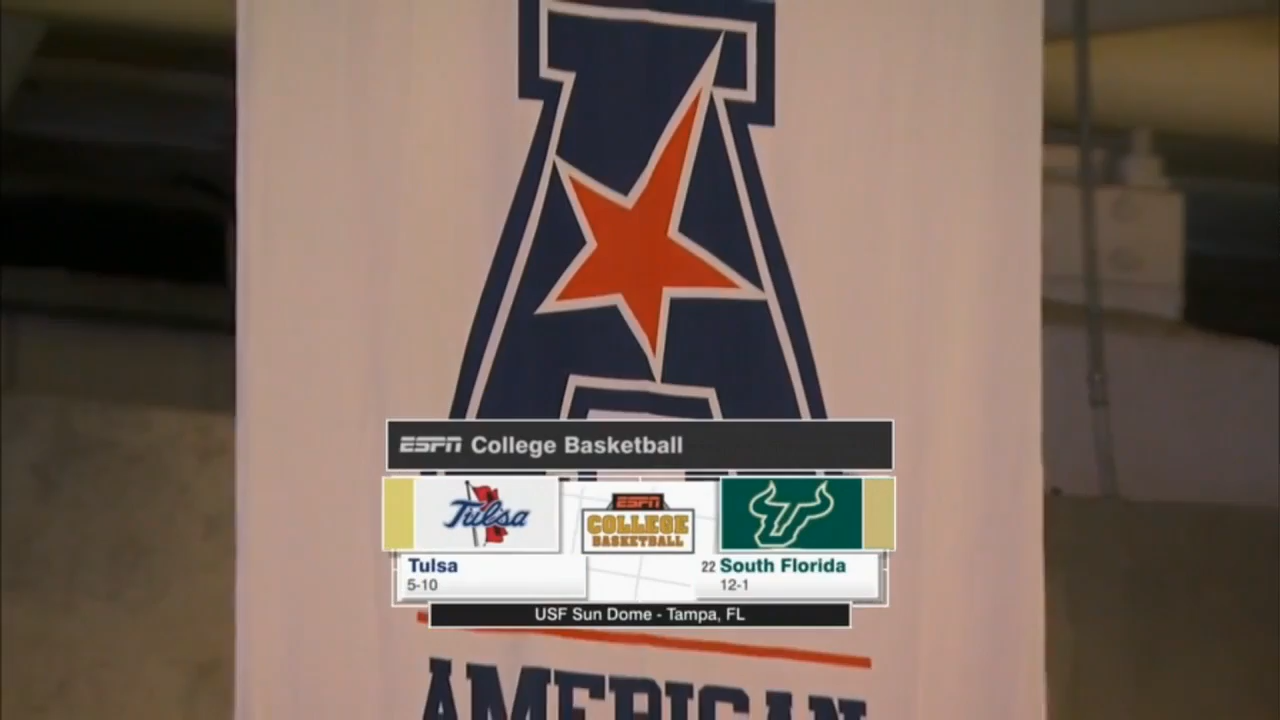 ESPN College Basketball
Tulsa
ESPN
COLLEGE
BASKETBALL
Tulsa
5-10
22 South Florida
12-1
USF Sun Dome - Tampa, FL
AMERICAN